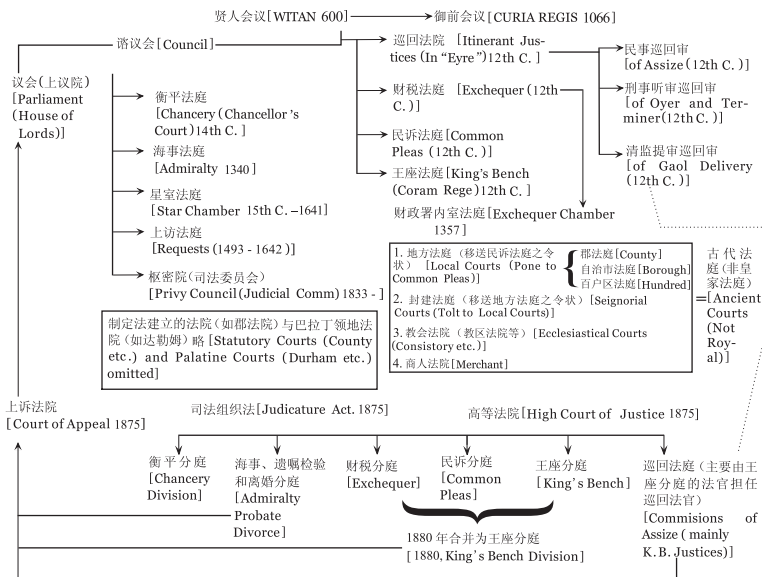 贤人会议[WITAN 600]
御前会议[CURIA REGIS 1066]
谘议会[Council]
议会(上议院)
[Parliament
(House of
Lords)]
衡平法庭
[Chancery(Chancellor's
Court)14th C.]
海事法庭
[Admiralty 1340]
星室法庭
[Star Chamber 15th C. –1641]
上访法庭
[Requests(1493 - 1642)]
枢密院(司法委员会)
[Privy Council(Judicial Comm) 1833 -]
巡回法院 [Itinerant Jus-
tices(In “Eyre”)12th C.]
财税法庭 [Exchequer(12th
C.)]
民诉法庭[Common
Pleas (12th C.)]
王座法庭[King's Bench
(Coram Rege)12th C.]
财政署内室法庭[Exchequer Chamber
1357]
民事巡回审
[of Assize(12th C.)]
刑事听审巡回审
[of Oyer and Ter-
miner(12th C.)]
清监提审巡回审
[of Gaol Delivery
(12th C.)]
制定法建立的法院(如郡法院)与巴拉丁领地法
院(如达勒姆)略[Statutory Courts (County
etc.) and Palatine Courts (Durham etc.)
omitted]
1. 地方法庭(移送民诉法庭之令
状) [Local Courts (Pone to
Common Pleas)]
郡法庭[County]
自治市法庭[Borough]
百户区法庭[Hundred]
2. 封建法庭(移送地方法庭之令状)[Seignorial
Courts(Tolt to Local Courts)]
3. 教会法院(教区法院等)[Ecclesiastical Courts
(Consistory etc.)]
4. 商人法院[Merchant]
=
古代法
庭(非皇
家法庭)
[Ancient
Courts
(Not
Roy-
al)]
上诉法院
[Court of Appeal 1875]
司法组织法[Judicature Act. 1875]
高等法院[High Court of Justice 1875]
衡平分庭
[Chancery
Division]
海事、遗嘱检验
和离婚分庭
[Admiralty
Probate
Divorce]
财税分庭
[Exchequer]
民诉分庭
[Common
Pleas]
王座分庭
[King's Bench]
巡回法庭(主要由王
座分庭的法官担任
巡回法官)
[Commisions of
Assize(mainly
K.B. Justices)]
1880年合并为王座分庭
[1880, King's Bench Division]